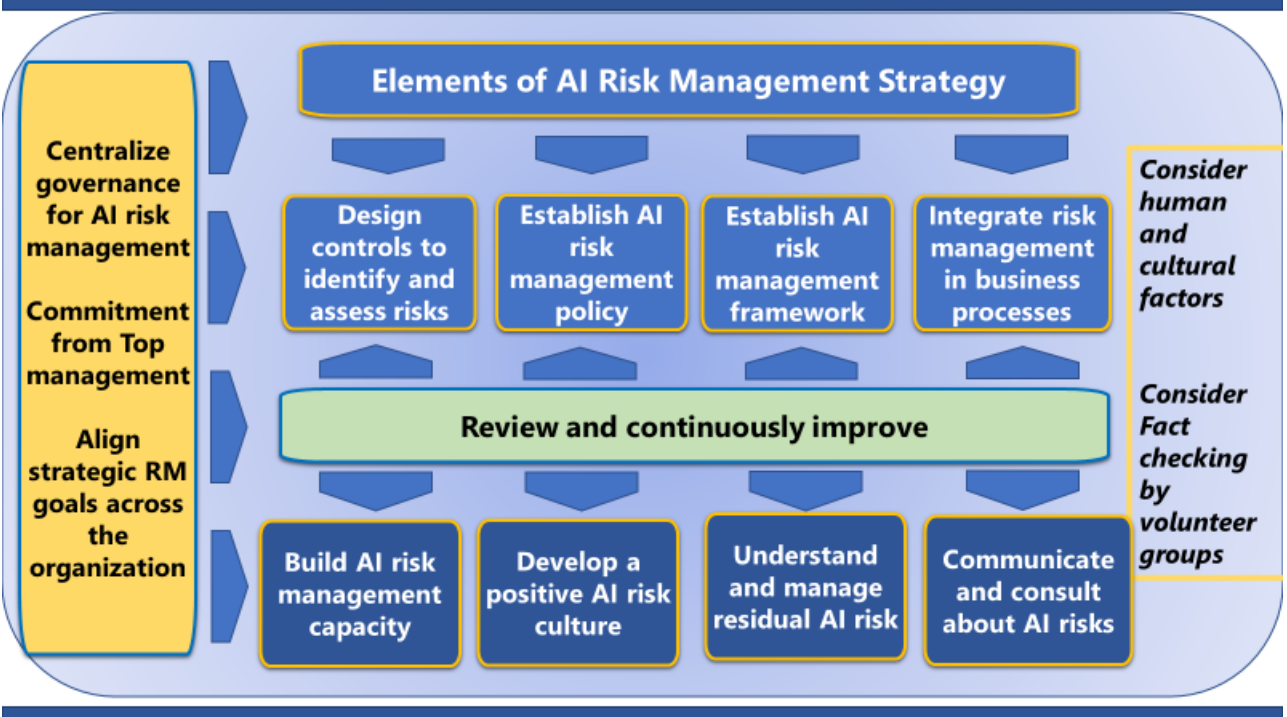 Elements of AI Risk Management Strategy
Centralize
governance
for AI risk
management
Commitment
from Top
management
Align
strategic RM
goals across
the
organization
Design
controls to
identify and
assess risks
Establish AI
risk
management
policy
Establish AI
risk
management
framework
Integrate risk
management
in business
processes
Review and continuously improve
Build AI risk
management
capacity
Develop a
positive AI risk
culture
Understand
and manage
residual AI risk
Communicate
and consult
about AI risks
Consider
human
and
cultural
factors
Consider
Fact
checking
by
volunteer
groups